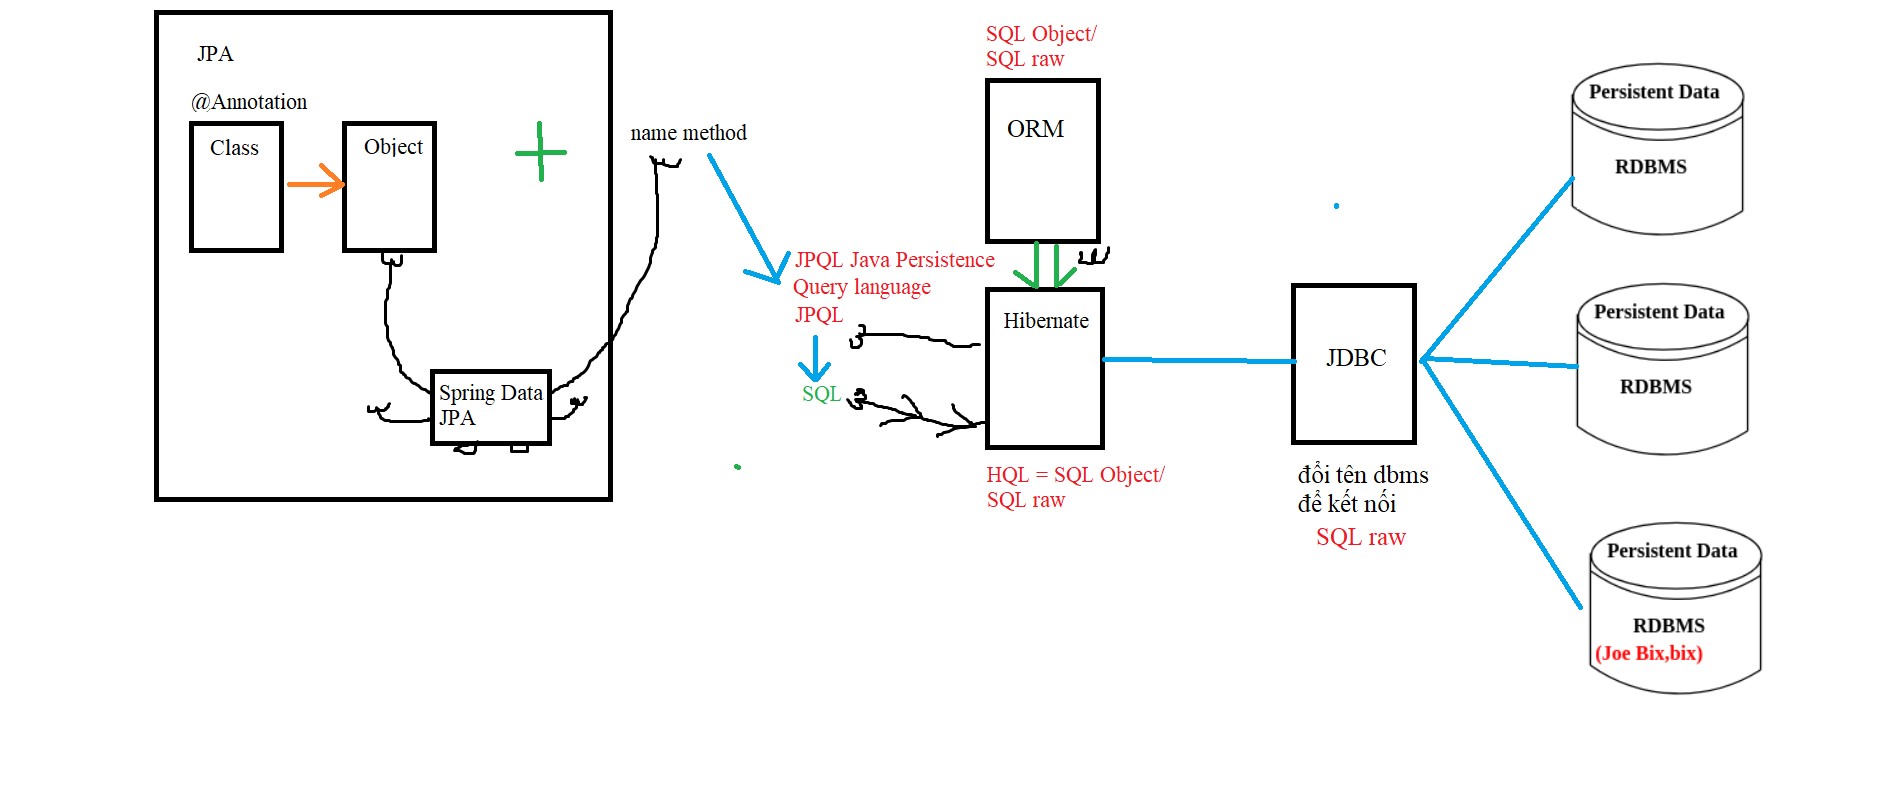 JPA
@Annotation
Class
Object
Spring Data
JPA
name method
JPQL Java Persistence
Query language
JPQL
SQL
SQL Object/
SQL raw
ORM
Hibernate
HQL = SQL Object/
SQL raw
JDBC
đổi tên dbms
để kết nối
SQL raw
Persistent Data
RDBMS
Persistent Data
RDBMS
Persistent Data
RDBMS
(Joe Bix,bix)